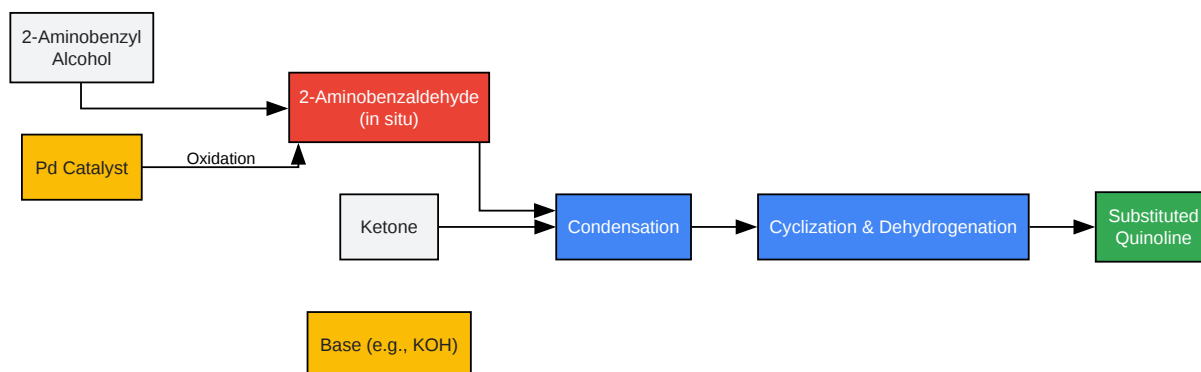 2-Aminobenzyl
Alcohol
2-Aminobenzaldehyde
(in situ)
Pd Catalyst
Oxidation
Ketone
Condensation
Cyclization & Dehydrogenation
Substituted
Quinoline
Base (e.g., KOH)